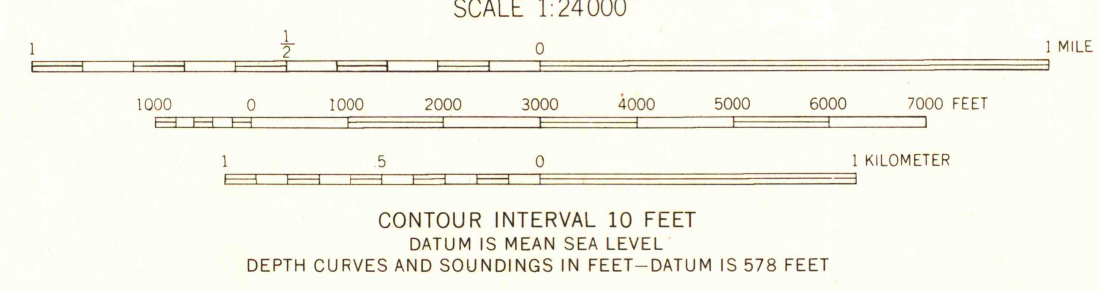 SCALE 1:24000
1 1/2 0 1 MILE
1000 0 1000 2000 3000 4000 5000 6000 7000 FEET
1 .5 0 1 KILOMETER
CONTOUR INTERVAL 10 FEET
DATUM IS MEAN SEA LEVEL
DEPTH CURVES AND SOUNDINGS IN FEET—DATUM IS 578 FEET